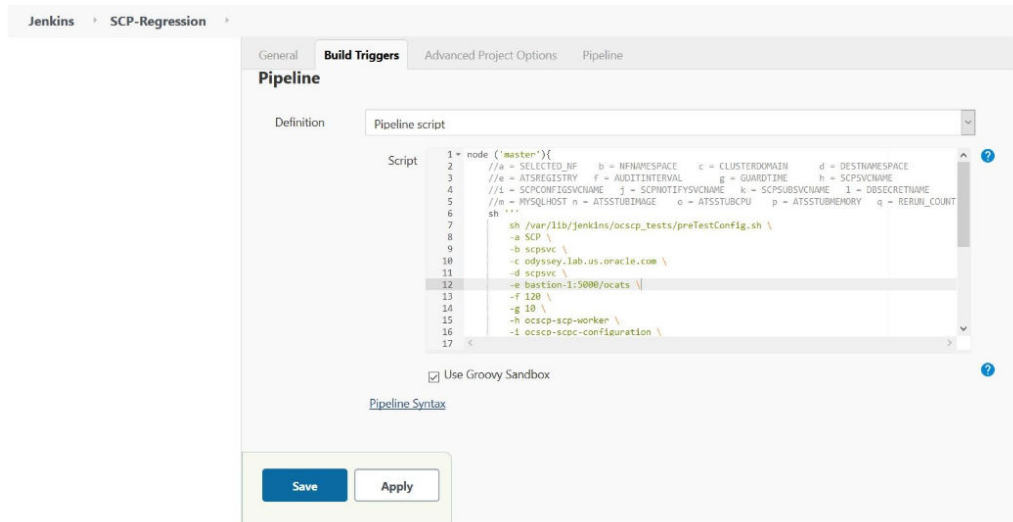 Jenkins SCP-Regression
General Build Triggers Advanced Project Options Pipeline
Pipeline
Definition Pipeline script
Script
1 node ('master'){
2 //a = SELECTED_NF b = NFNAMESPACE c = CLUSTERDOMAIN d = DESTNAMESPACE
3 //e = ATSREGISTRY f = AUDITINTERVAL g = GUARDTIME h = SCPSVCNAME
4 //i = SCPCONFIGSVCNAME j = SCPNOTIFYSVCNAME k = SCPSUBSVCNAME l = DBSECRETNAME
5 //m = MYSQLHOST n = ATSSTUBIMAGE o = ATSSTUBCPU p = ATSSTUBMEMORY q = RERUN_COUNT
6 sh '''
7 sh /var/lib/jenkins/ocscp_tests/preTestConfig.sh \
8 -a SCP \
9 -b scpsvc \
10 -c odyssey.lab.us.oracle.com \
11 -d scpsvc \
12 -e bastion-1:5000/ocats \
13 -f 120 \
14 -g 10 \
15 -h ocscp-scp-worker \
16 -i ocscp-scpc-configuration \
17
Use Groovy Sandbox
Pipeline Syntax
Save Apply